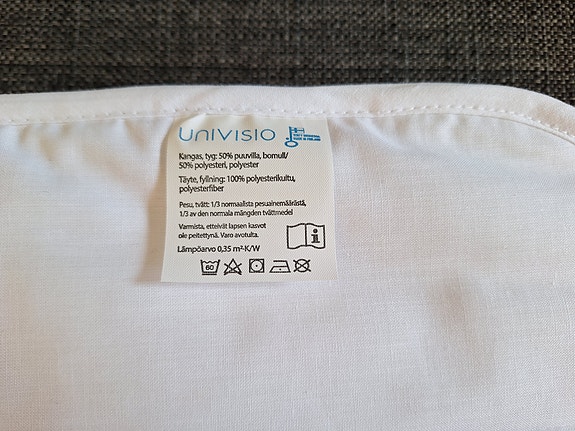 UNIVISIO
Kangas, tyg: 50% puuvilla, bomull/
50% polyesteri, polyester
Täyte, fyllning: 100% polyesterikuitu,
polyesterfiber
Pesu, tvätt: 1/3 normaalista pesuainemäärästä,
1/3 av den normala mängden tvättmedel
Varmista, etteivät lapsen kasvot
ole peitettynä. Varo avotulta.
Lämpöarvo 0,35 m²·K/W
60